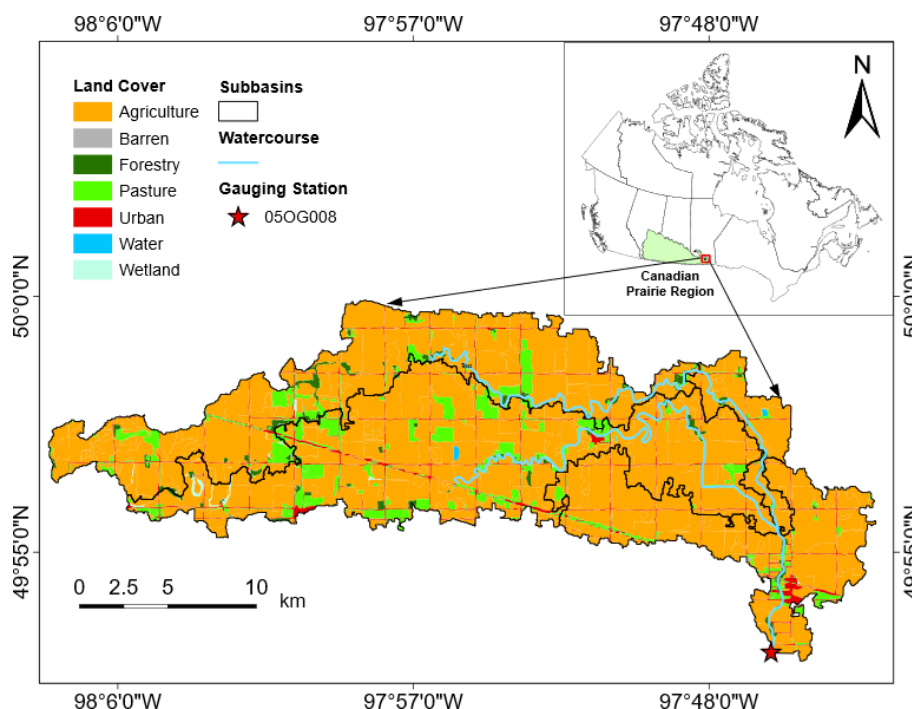 98°6'0"W 97°57'0"W 97°48'0"W
Land Cover
Agriculture
Barren
Forestry
Pasture
Urban
Water
Wetland
Subbasins
Watercourse
Gauging Station
05OG008
N
Canadian
Prairie Region
50°0'0"N 50°0'0"N
49°55'0"N 49°55'0"N
0 2.5 5 10
km
98°6'0"W 97°57'0"W 97°48'0"W